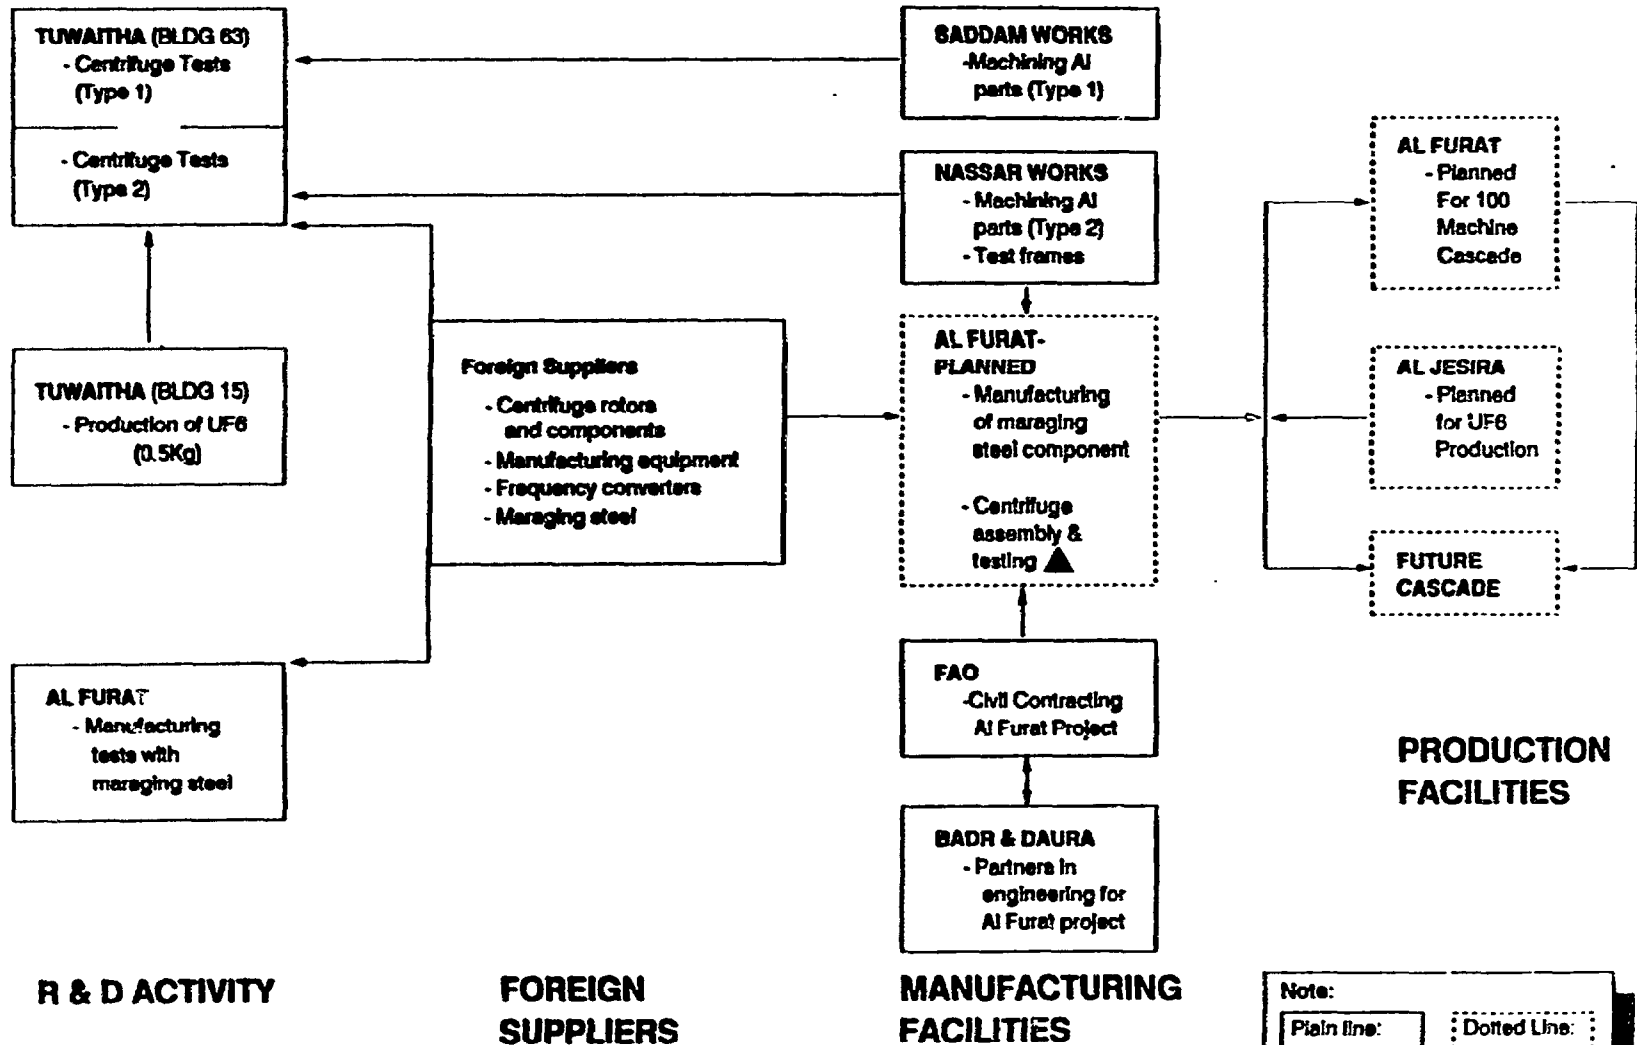 TUWAITHA (BLDG 63)
- Centrifuge Tests
(Type 1)
- Centrifuge Tests
(Type 2)
TUWAITHA (BLDG 15)
- Production of UF6
(0.5Kg)
AL FURAT
- Manufacturing
tests with
maraging steel
R & D ACTIVITY
Foreign Suppliers
- Centrifuge rotors
and components
- Manufacturing equipment
- Frequency converters
- Maraging steel
FOREIGN
SUPPLIERS
SADDAM WORKS
-Machining Al
parts (Type 1)
NASSAR WORKS
- Machining Al
parts (Type 2)
- Test frames
AL FURAT-
PLANNED
- Manufacturing
of maraging
steel component
- Centrifuge
assembly &
testing
FAO
-Civil Contracting
Al Furat Project
BADR & DAURA
- Partners in
engineering for
Al Furat project
MANUFACTURING
FACILITIES
AL FURAT
- Planned
For 100
Machine
Cascade
AL JESIRA
- Planned
for UF6
Production
FUTURE
CASCADE
PRODUCTION
FACILITIES
Note:
Plain line:
Dotted Line: